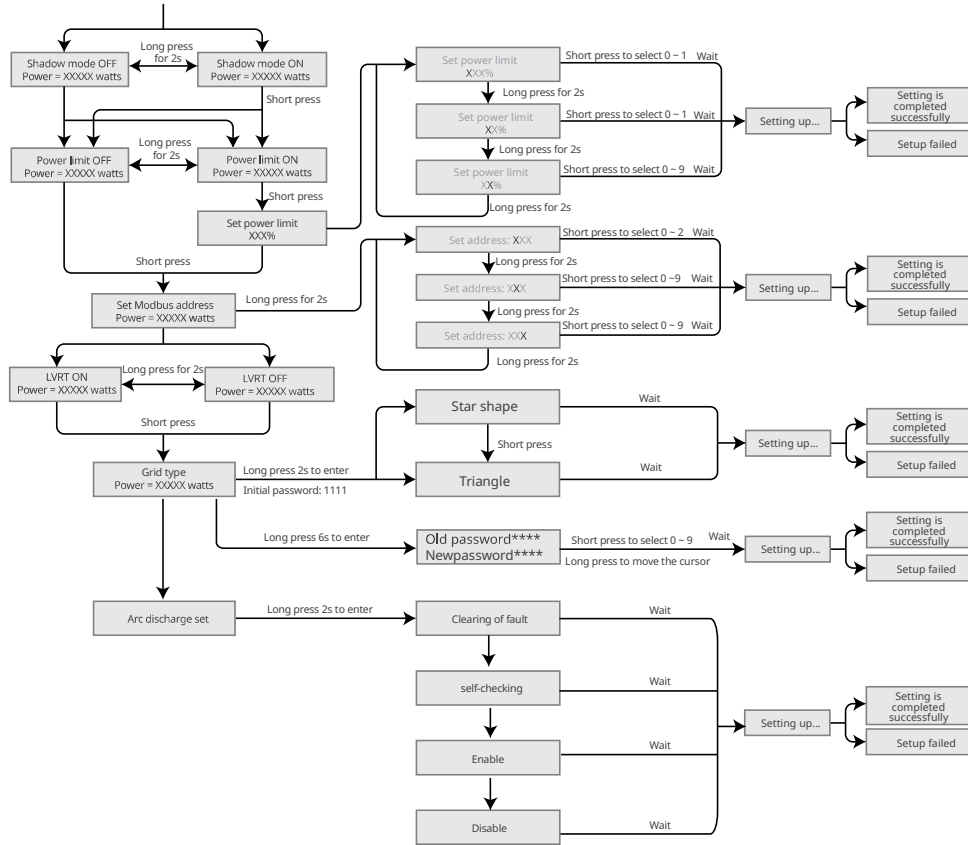 Shadow mode OFF
Power = XXXXX watts
Long press
for 2s
Shadow mode ON
Power = XXXXX watts
Short press
Power limit OFF
Power = XXXXX watts
Long press
for 2s
Power limit ON
Power = XXXXX watts
Short press
Set power limit
XXX%
Short press
Set power limit
XXX%
Short press to select 0 ~ 1 Wait
Long press for 2s
Set power limit
XX%
Short press to select 0 ~ 1 Wait
Long press for 2s
Set power limit
XX%
Short press to select 0 ~ 9 Wait
Long press for 2s
Setting up...
Setting is
completed
successfully
Setup failed
Set Modbus address
Power = XXXXX watts
Long press for 2s
Set address: XXX
Short press to select 0 ~ 2 Wait
Long press for 2s
Set address: XXX
Short press to select 0 ~9 Wait
Long press for 2s
Set address: XXX
Short press to select 0 ~ 9 Wait
Long press for 2s
Setting up...
Setting is
completed
successfully
Setup failed
LVRT ON
Power = XXXXX watts
Long press for 2s
LVRT OFF
Power = XXXXX watts
Short press
Grid type
Power = XXXXX watts
Long press 2s to enter
Initial password: 1111
Star shape
Wait
Short press
Triangle
Wait
Setting up...
Setting is
completed
successfully
Setup failed
Long press 6s to enter
Old password****
Newpassword****
Short press to select 0 ~ 9 Wait
Long press to move the cursor
Setting up...
Setting is
completed
successfully
Setup failed
Arc discharge set
Long press 2s to enter
Clearing of fault
Wait
self-checking
Wait
Enable
Wait
Disable
Wait
Setting up...
Setting is
completed
successfully
Setup failed